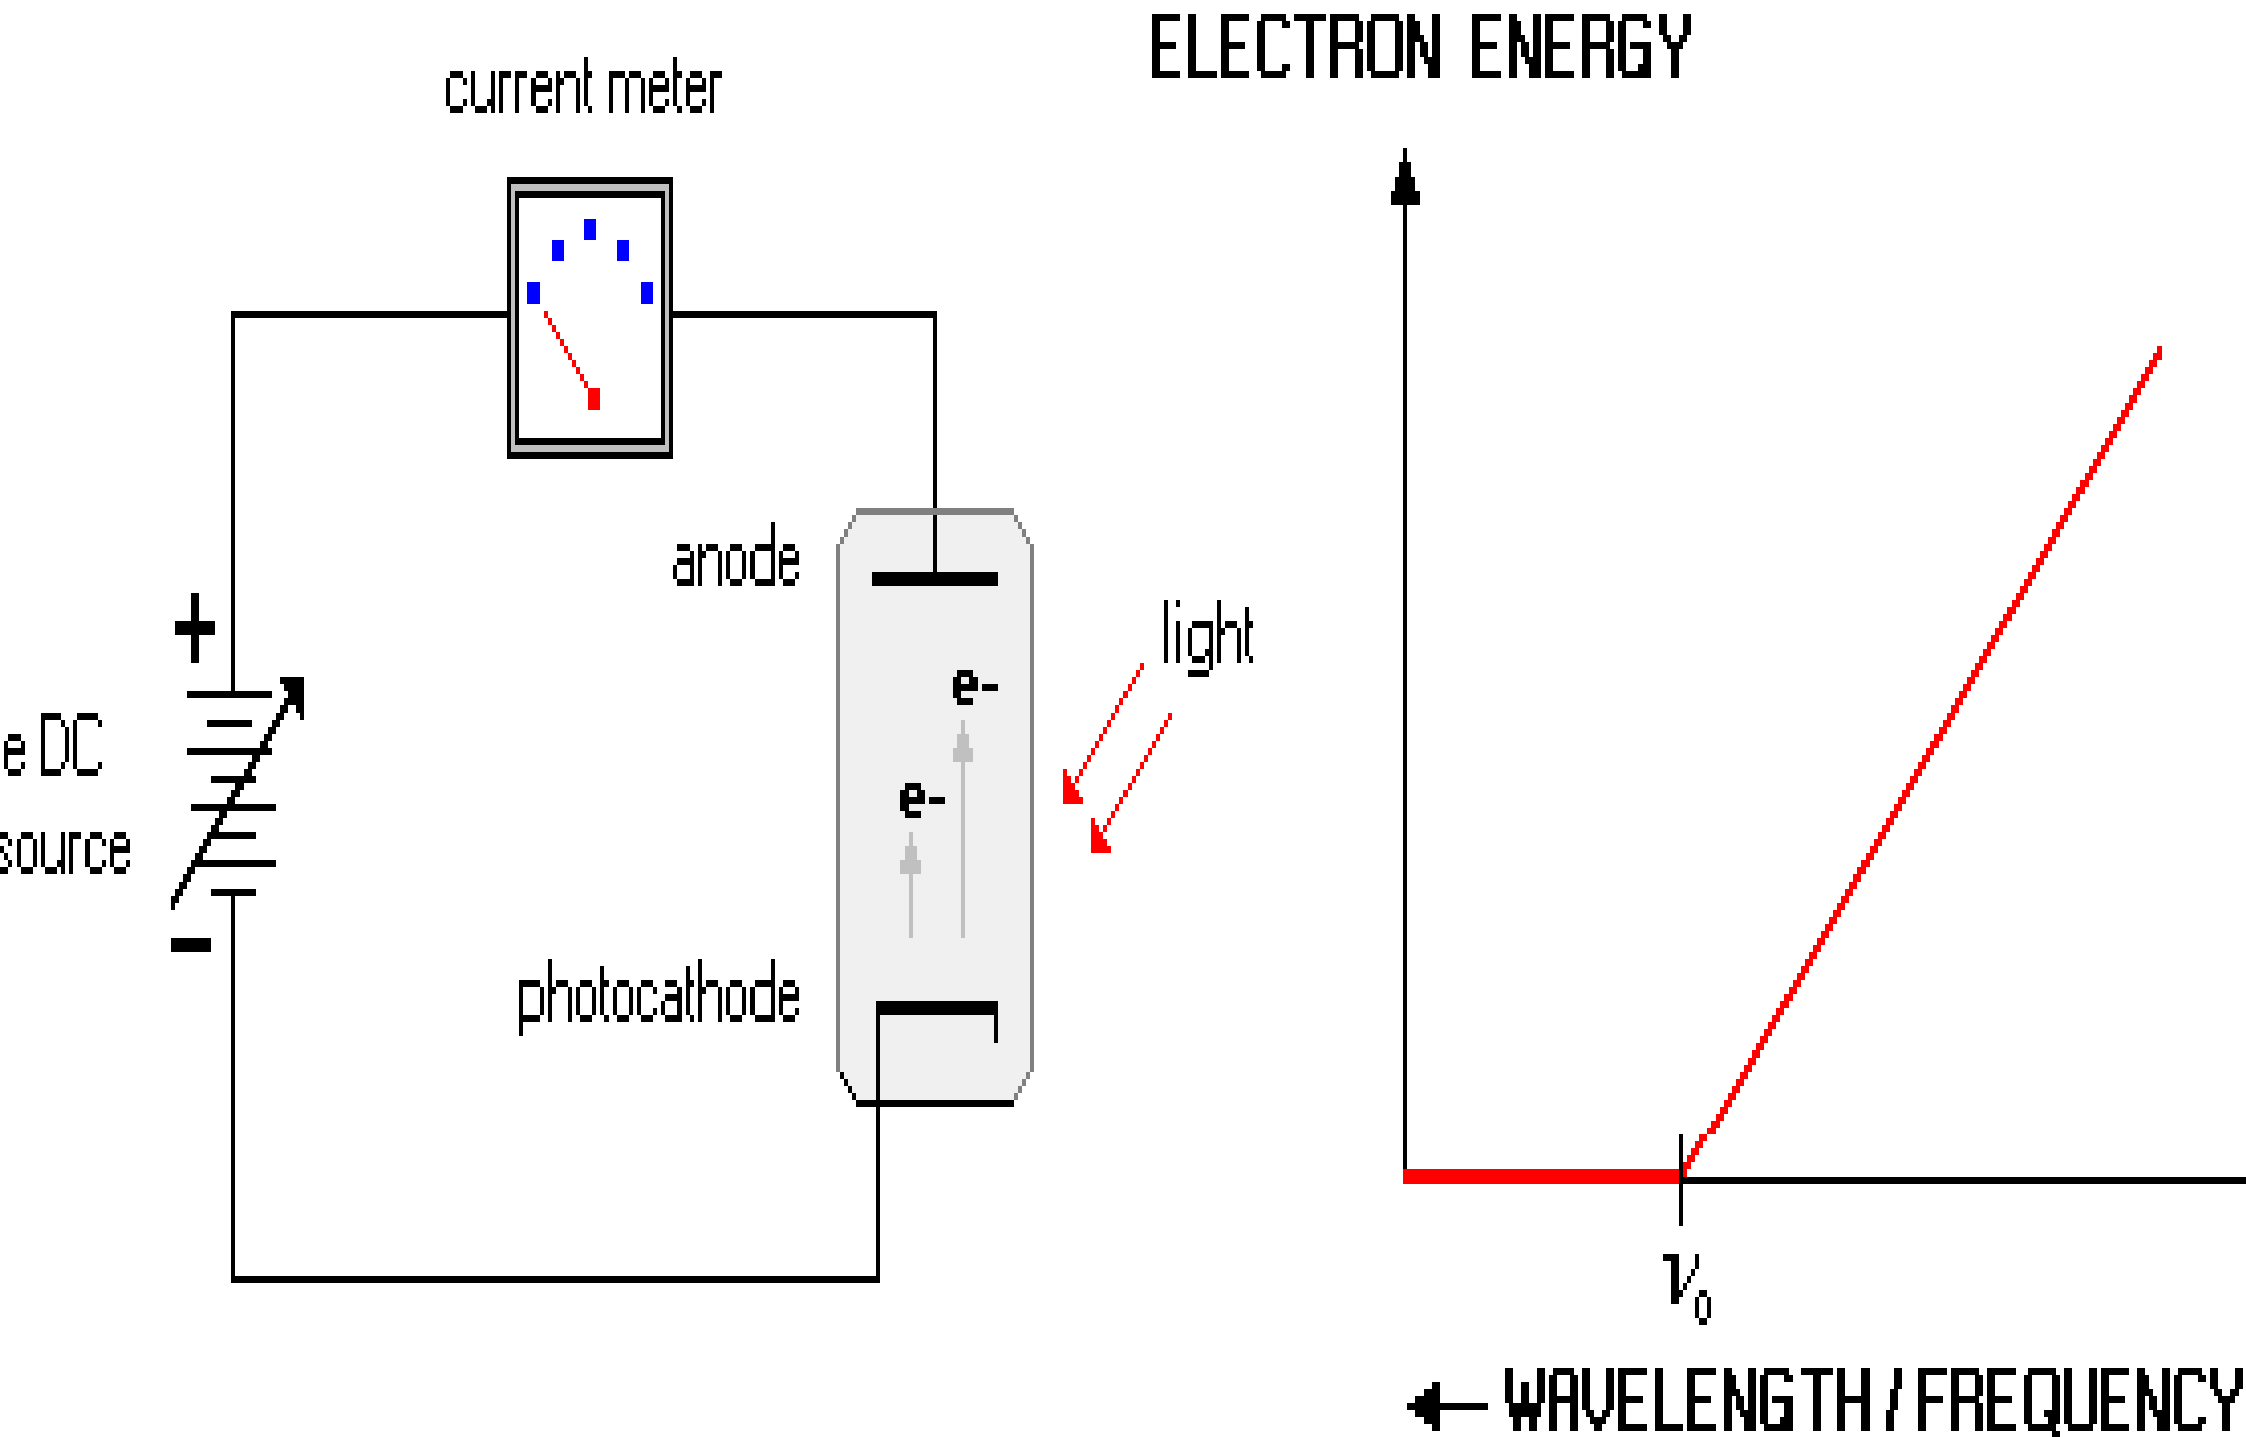 ELECTRON ENERGY
current meter
anode
light
+
e-
e DC
e-
source
-
photocathode
ν₀
← WAVELENGTH / FREQUENCY